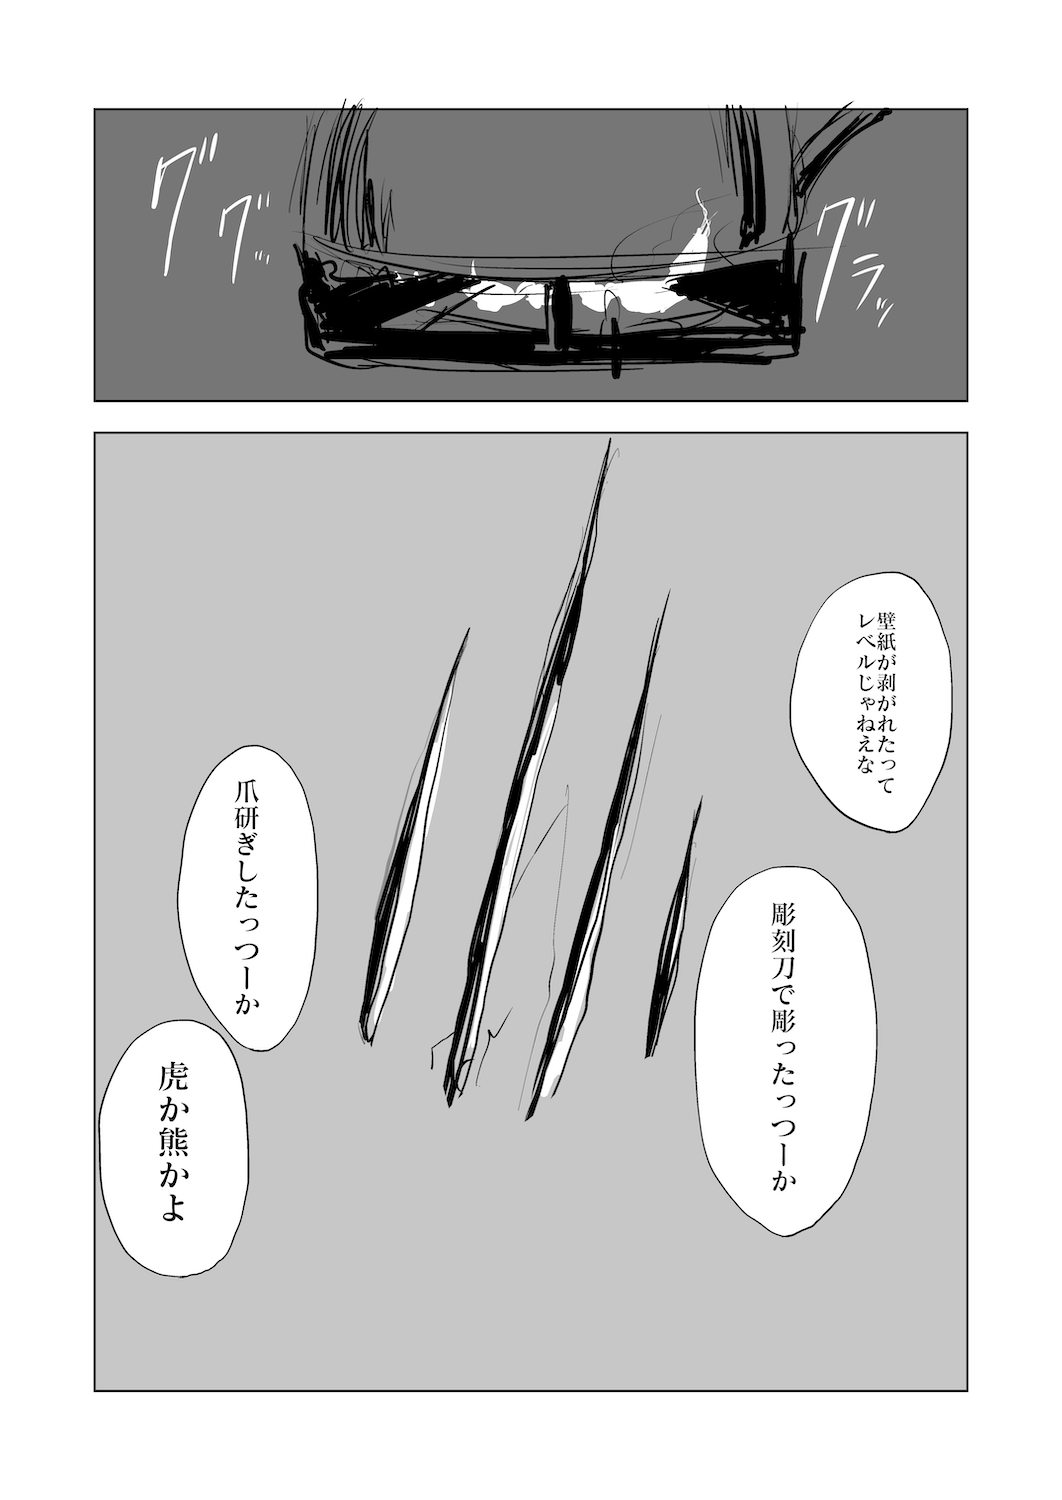 グラッ
グッ
グッ
壁紙が剥がれたって
レベルじゃねえな
彫刻刀で彫ったっつーか
爪研ぎしたっつーか
虎か熊かよ